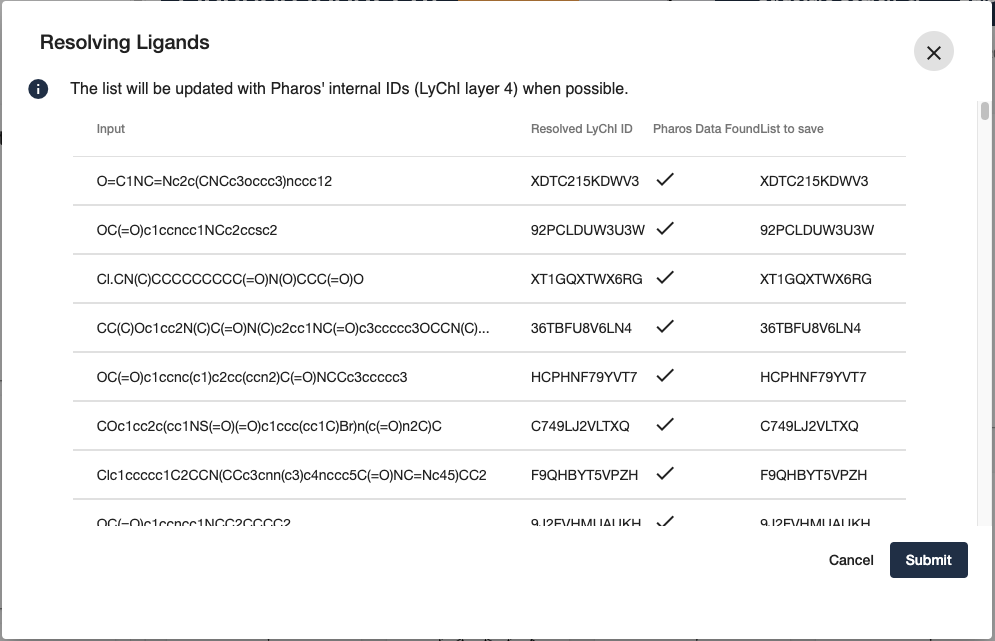 Resolving Ligands
The list will be updated with Pharos' internal IDs (LyChI layer 4) when possible.
Input Resolved LyChI ID Pharos Data Found List to save
O=C1NC=Nc2c(CNCc3occc3)nccc12 XDTC215KDWV3 XDTC215KDWV3
OC(=O)c1ccncc1NCc2ccsc2 92PCLDUW3U3W 92PCLDUW3U3W
Cl.CN(C)CCCCCCCCC(=O)N(O)CCC(=O)O XT1GQXTWX6RG XT1GQXTWX6RG
CC(C)Oc1cc2N(C)C(=O)N(C)c2cc1NC(=O)c3ccccc3OCCN(C)... 36TBFU8V6LN4 36TBFU8V6LN4
OC(=O)c1ccnc(c1)c2cc(ccn2)C(=O)NCCc3ccccc3 HCPHNF79YVT7 HCPHNF79YVT7
COc1cc2c(cc1NS(=O)(=O)c1ccc(cc1C)Br)n(c(=O)n2C)C C749LJ2VLTXQ C749LJ2VLTXQ
Clc1ccccc1C2CCN(CCc3cnn(c3)c4nccc5C(=O)NC=Nc45)CC2 F9QHBYT5VPZH F9QHBYT5VPZH
OC(=O)c1ccncc1NCC2CCCC2
Cancel Submit